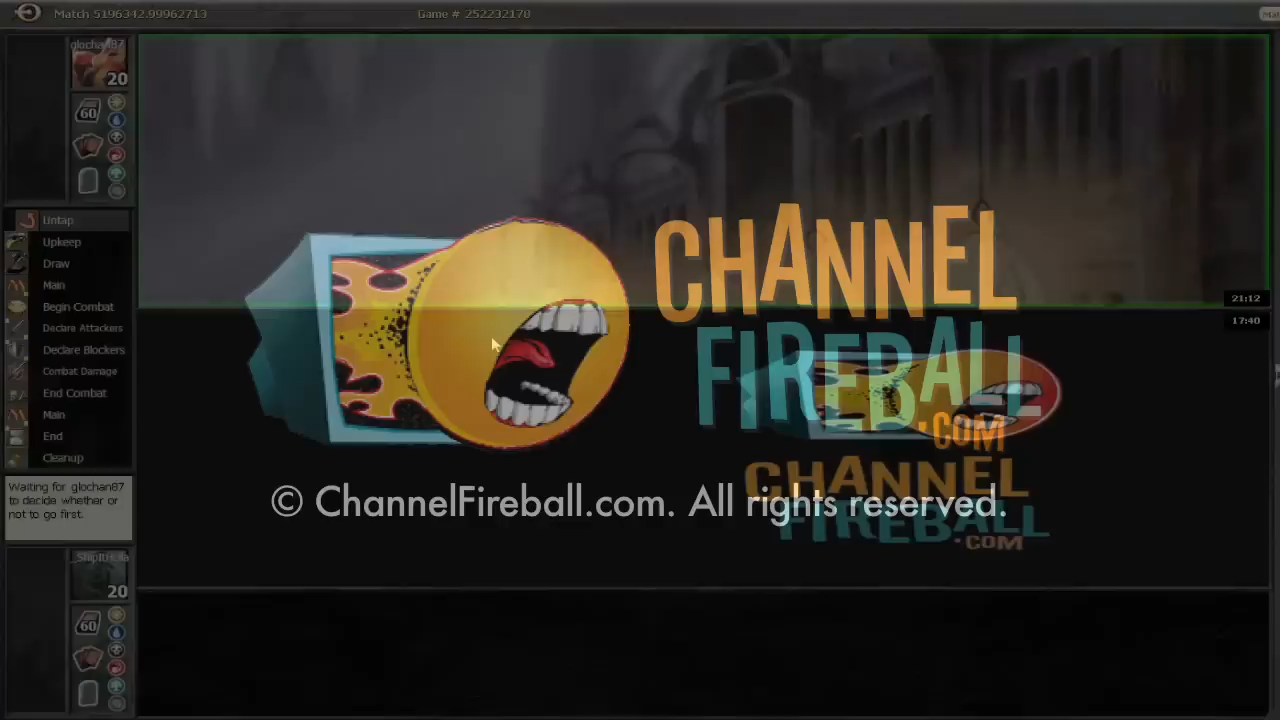 Match 5196342.99962713
Game # 252232170
glochan87
20
60
Untap
Upkeep
Draw
Main
Begin Combat
Declare Attackers
Declare Blockers
Combat Damage
End Combat
Main
End
Cleanup
21:12
17:40
Waiting for glochan87
to decide whether or
not to go first.
CHANNEL
FIREBALL
.COM
CHANNEL
FIREBALL
.COM
© ChannelFireball.com. All rights reserved.
20
60